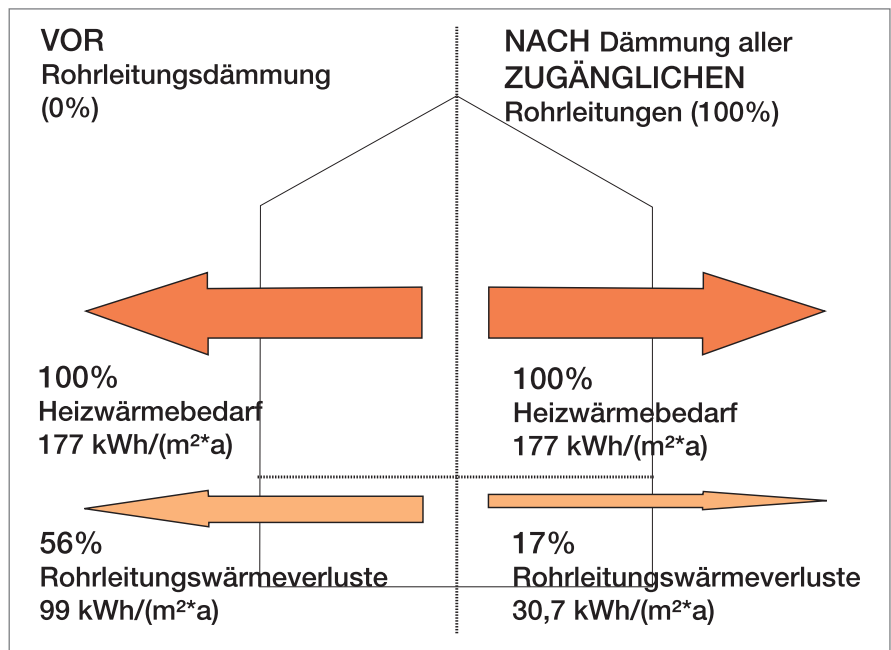 VOR
Rohrleitungsdämmung
(0%)
NACH Dämmung aller
ZUGÄNGLICHEN
Rohrleitungen (100%)
100%
Heizwärmebedarf
177 kWh/(m²*a)
100%
Heizwärmebedarf
177 kWh/(m²*a)
56%
Rohrleitungswärmeverluste
99 kWh/(m²*a)
17%
Rohrleitungswärmeverluste
30,7 kWh/(m²*a)